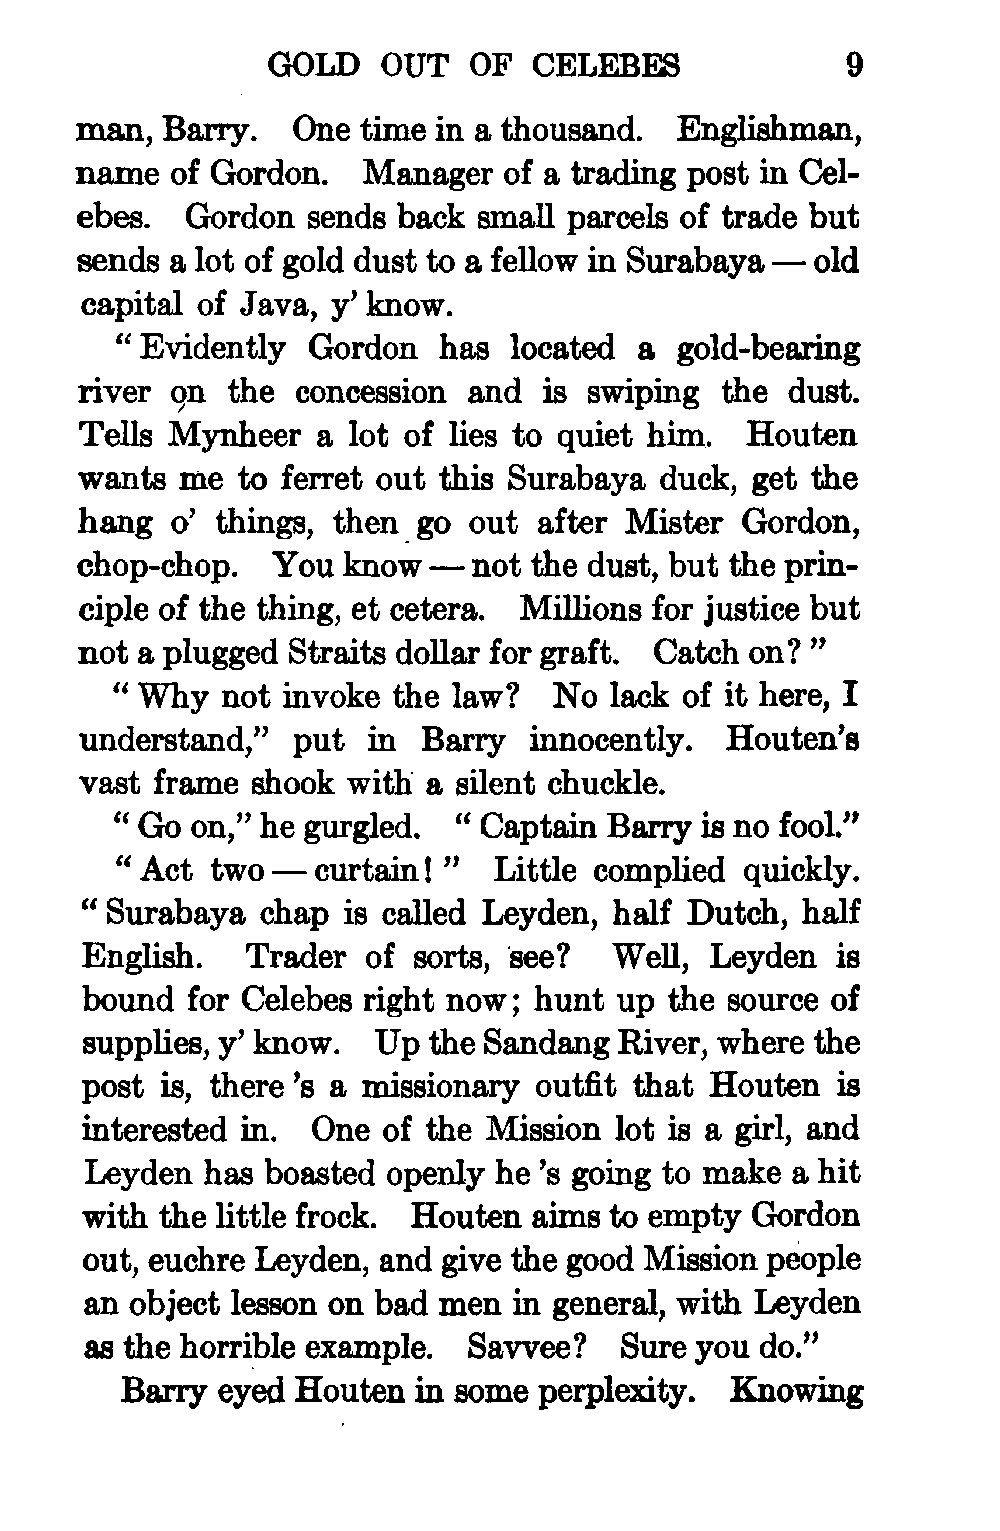 GOLD OUT OF CELEBES 9
man, Barry. One time in a thousand. Englishman,
name of Gordon. Manager of a trading post in Cel-
ebes. Gordon sends back small parcels of trade but
sends a lot of gold dust to a fellow in Surabaya — old
capital of Java, y' know.
"Evidently Gordon has located a gold-bearing
river on the concession and is swiping the dust.
Tells Mynheer a lot of lies to quiet him. Houten
wants me to ferret out this Surabaya duck, get the
hang o' things, then go out after Mister Gordon,
chop-chop. You know — not the dust, but the prin-
ciple of the thing, et cetera. Millions for justice but
not a plugged Straits dollar for graft. Catch on?"
"Why not invoke the law? No lack of it here, I
understand," put in Barry innocently. Houten's
vast frame shook with a silent chuckle.
"Go on," he gurgled. "Captain Barry is no fool."
"Act two — curtain!" Little complied quickly.
"Surabaya chap is called Leyden, half Dutch, half
English. Trader of sorts, see? Well, Leyden is
bound for Celebes right now; hunt up the source of
supplies, y' know. Up the Sandang River, where the
post is, there 's a missionary outfit that Houten is
interested in. One of the Mission lot is a girl, and
Leyden has boasted openly he 's going to make a hit
with the little frock. Houten aims to empty Gordon
out, euchre Leyden, and give the good Mission people
an object lesson on bad men in general, with Leyden
as the horrible example. Savvee? Sure you do."
Barry eyed Houten in some perplexity. Knowing